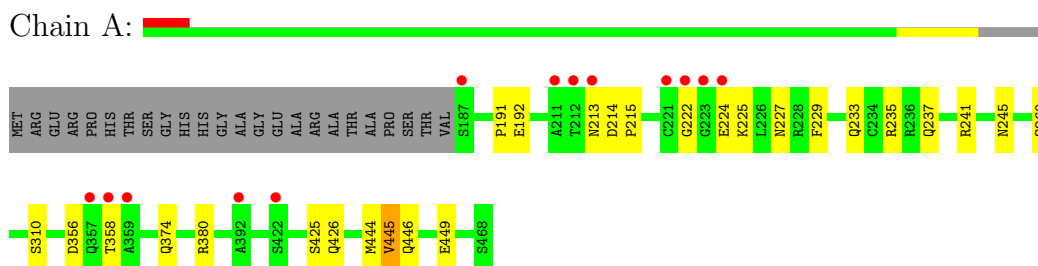 Chain A:
MET ARG GLU ARG PRO HIS THR SER GLY HIS HIS GLY ALA GLY GLU ALA ARG ALA THR ALA PRO SER THR VAL S187 P191 E192 A211 T212 N213 D214 P215 C221 G222 G223 E224 K225 L226 N227 R228 F229 Q233 C234 R235 R236 Q237 R241 N245
S310 D356 Q357 T358 A359 Q374 R380 A392 S422 S425 Q426 M444 V445 Q446 E449 S468